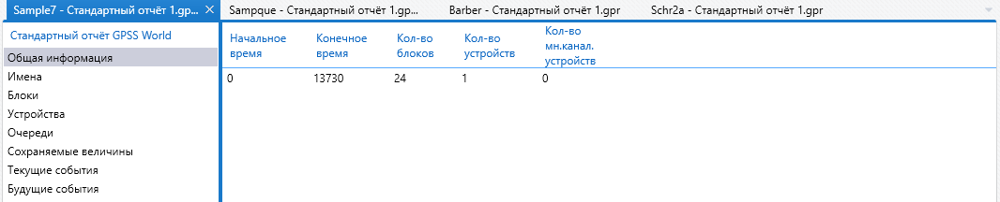 Sample7 - Стандартный отчёт 1.gp... × Sampque - Стандартный отчёт 1.gpr Barber - Стандартный отчёт 1.gpr Schr2a - Стандартный отчёт 1.gpr
Стандартный отчёт GPSS World
Общая информация
Имена
Блоки
Устройства
Очереди
Сохраняемые величины
Текущие события
Будущие события
Начальное время
Конечное время
Кол-во блоков
Кол-во устройств
Кол-во мн.канал. устройств
0 13730 24 1 0